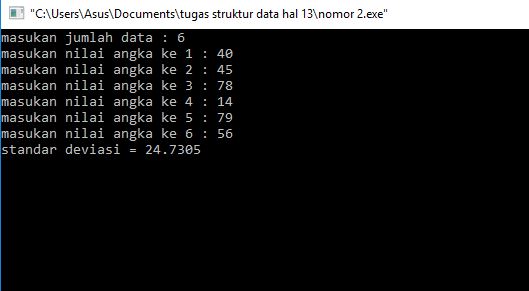 "C:\Users\Asus\Documents\tugas struktur data hal 13\nomor 2.exe"
masukan jumlah data : 6
masukan nilai angka ke 1 : 40
masukan nilai angka ke 2 : 45
masukan nilai angka ke 3 : 78
masukan nilai angka ke 4 : 14
masukan nilai angka ke 5 : 79
masukan nilai angka ke 6 : 56
standar deviasi = 24.7305